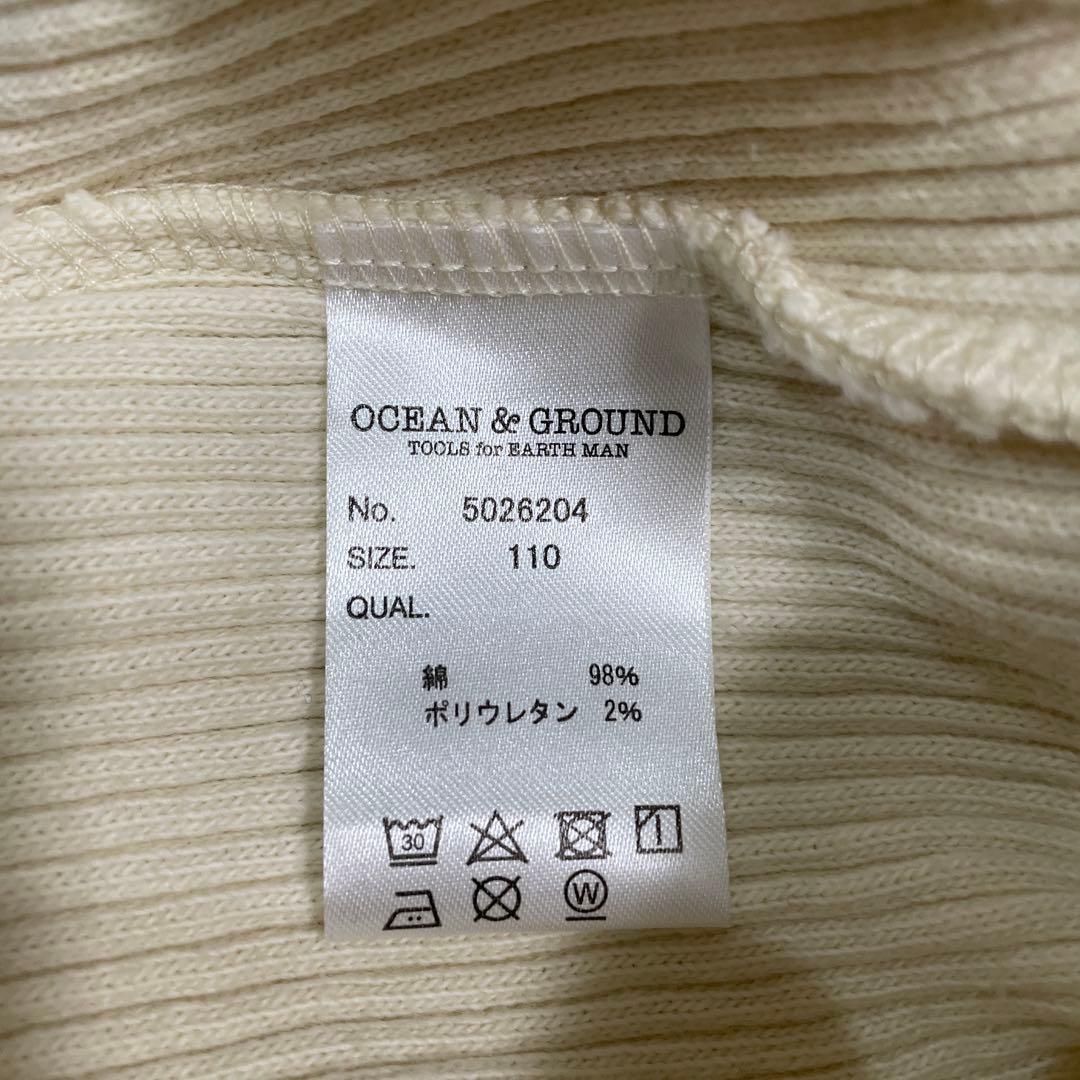 OCEAN & GROUND
TOOLS for EARTH MAN
No. 5026204
SIZE. 110
QUAL.
綿 98%
ポリウレタン 2%
30
W